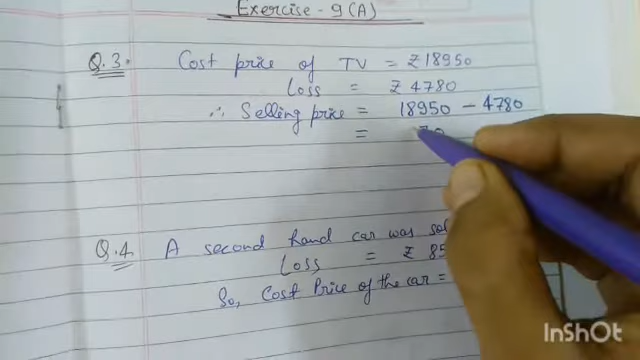 Exercise - 9(A)
Q.3. Cost price of TV = ₹18950
Loss = ₹ 4780
∴ Selling price = 18950 - 4780
= 70
Q.4 A second hand car was
Loss = ₹ 85
So, Cost Price of the car =
InShOt